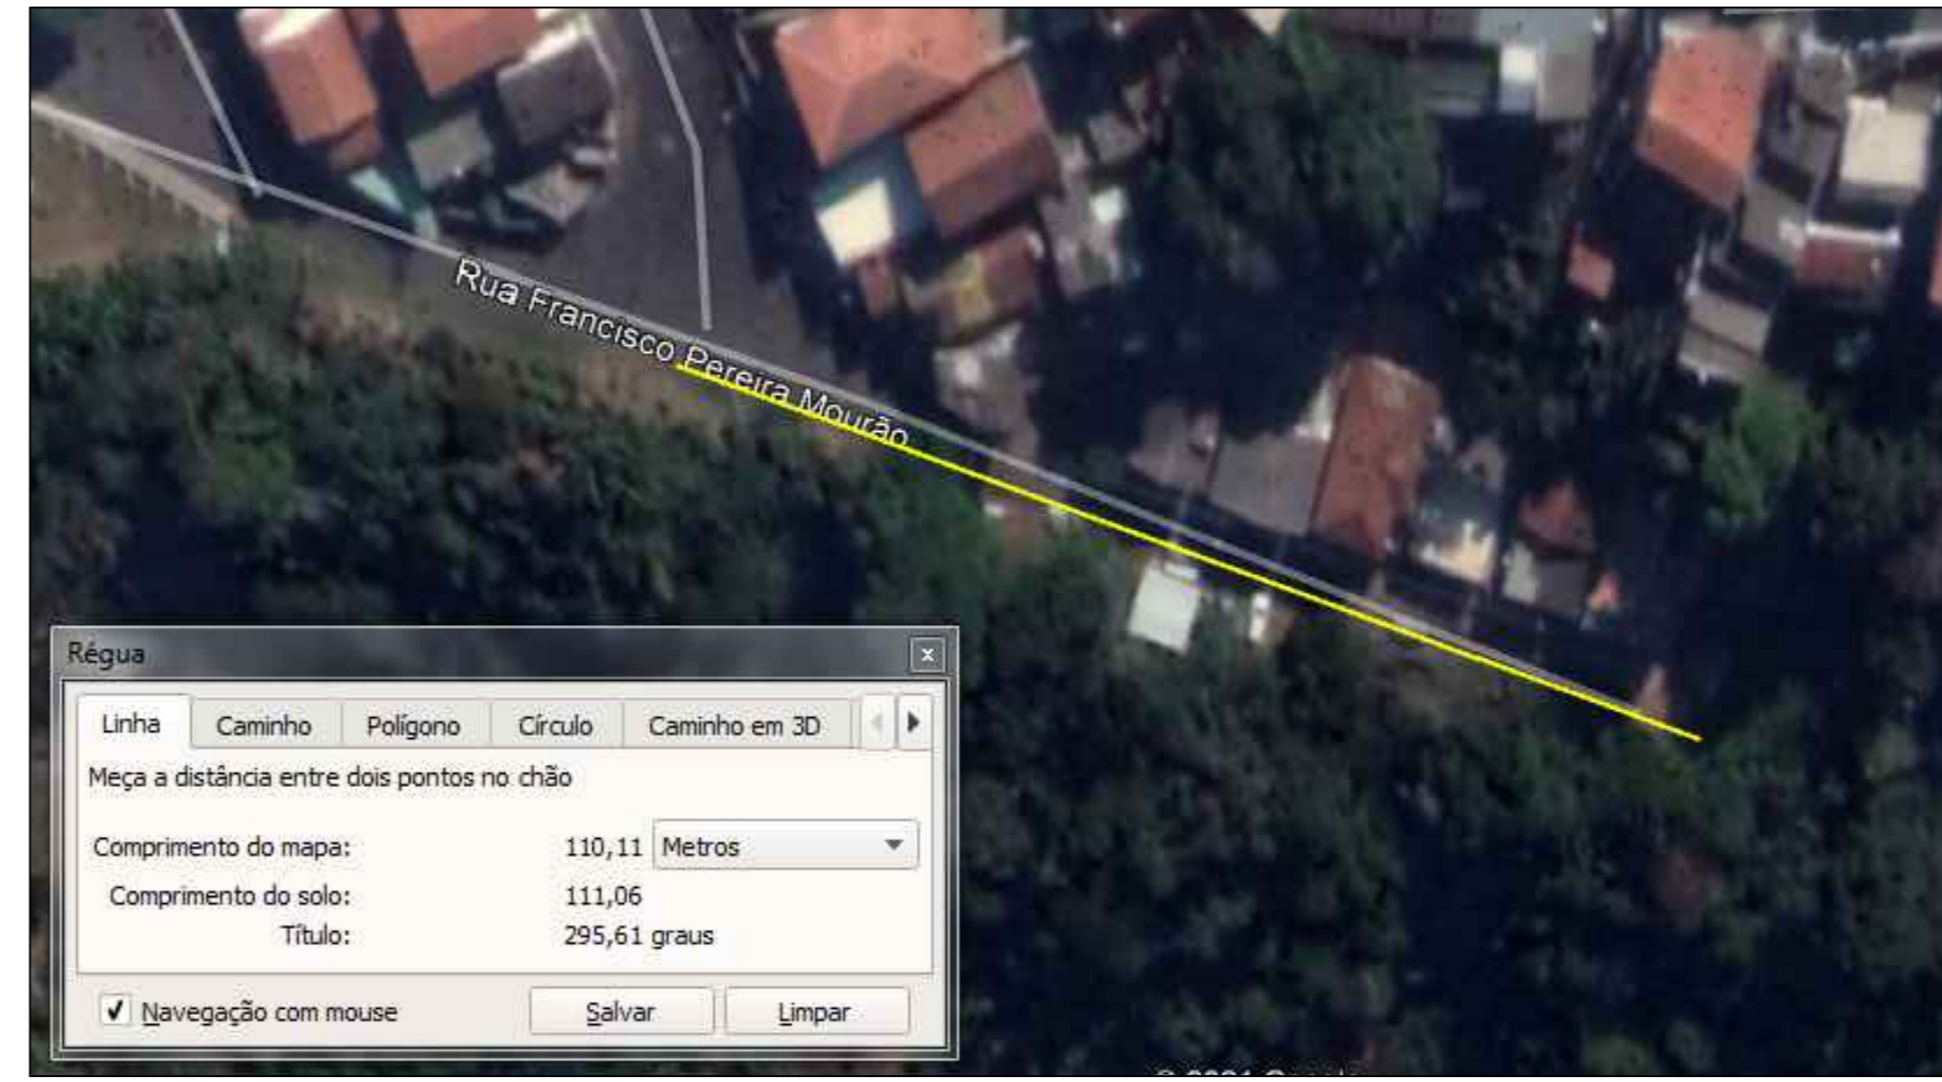 Rua Francisco Pereira Mourão
Régua
Linha Caminho Polígono Círculo Caminho em 3D
Meça a distância entre dois pontos no chão
Comprimento do mapa: 110,11 Metros
Comprimento do solo: 111,06
Título: 295,61 graus
Navegação com mouse Salvar Limpar